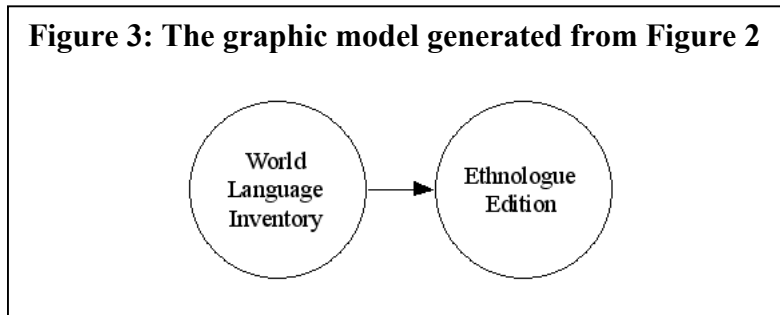 Figure 3: The graphic model generated from Figure 2
World
Language
Inventory
Ethnologue
Edition